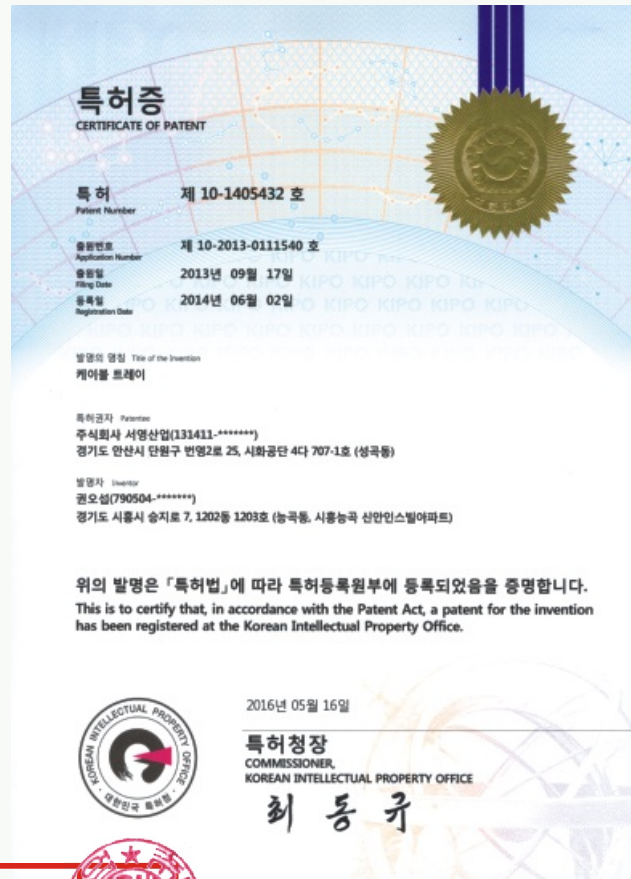 특허증
CERTIFICATE OF PATENT
특 허 제 10-1405432 호
Patent Number
출원번호 제 10-2013-0111540 호
Application Number
출원일 2013년 09월 17일
Filing Date
등록일 2014년 06월 02일
Registration Date
발명의 명칭 Title of the Invention
케이블 트레이
특허권자 Patentee
주식회사 서영산업(131411-*******)
경기도 안산시 단원구 번영2로 25, 시화공단 4다 707-1호 (성곡동)
발명자 Inventor
권오섭(790504-*******)
경기도 시흥시 승지로 7, 1202동 1203호 (능곡동, 시흥능곡 신안인스빌아파트)
위의 발명은 「특허법」에 따라 특허등록원부에 등록되었음을 증명합니다.
This is to certify that, in accordance with the Patent Act, a patent for the invention
has been registered at the Korean Intellectual Property Office.
2016년 05월 16일
특허청장
COMMISSIONER,
KOREAN INTELLECTUAL PROPERTY OFFICE
최동규
KOREAN INTELLECTUAL PROPERTY OFFICE
대한민국 특허청